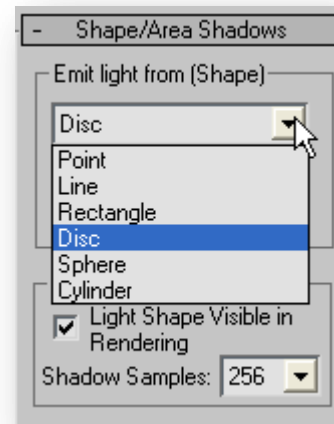 - Shape/Area Shadows
Emit light from (Shape)
Disc
Point
Line
Rectangle
Disc
Sphere
Cylinder
Light Shape Visible in
Rendering
Shadow Samples: 256